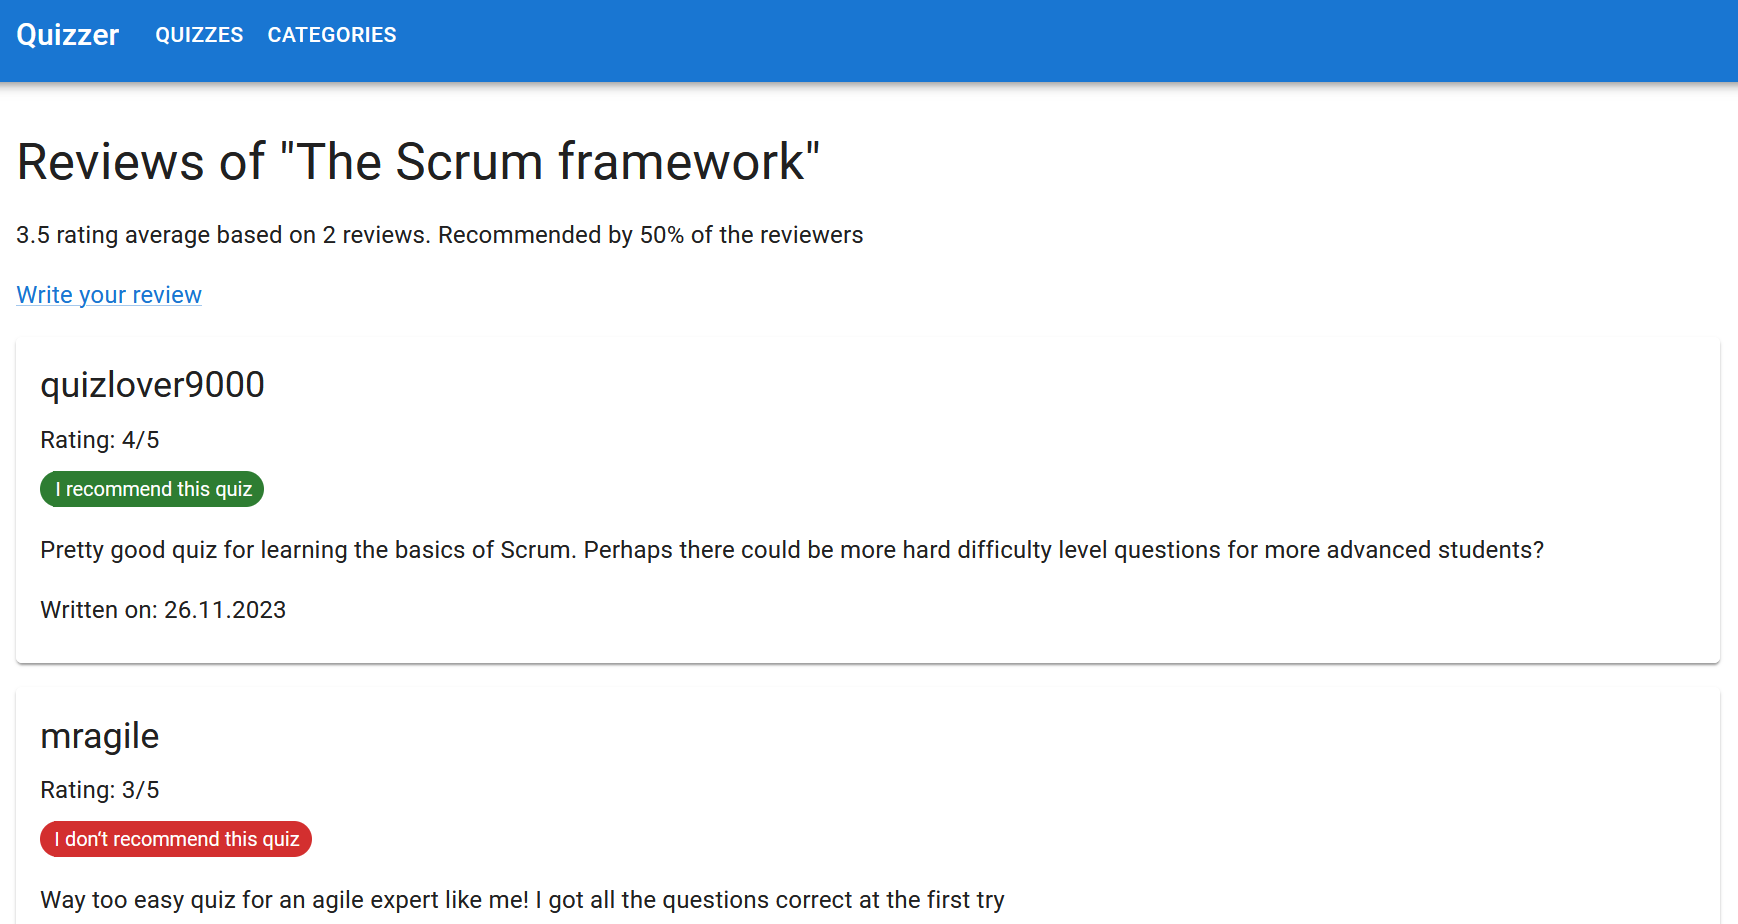 Quizzer QUIZZES CATEGORIES
Reviews of "The Scrum framework"
3.5 rating average based on 2 reviews. Recommended by 50% of the reviewers
Write your review
quizlover9000
Rating: 4/5
I recommend this quiz
Pretty good quiz for learning the basics of Scrum. Perhaps there could be more hard difficulty level questions for more advanced students?
Written on: 26.11.2023
mragile
Rating: 3/5
I don‘t recommend this quiz
Way too easy quiz for an agile expert like me! I got all the questions correct at the first try